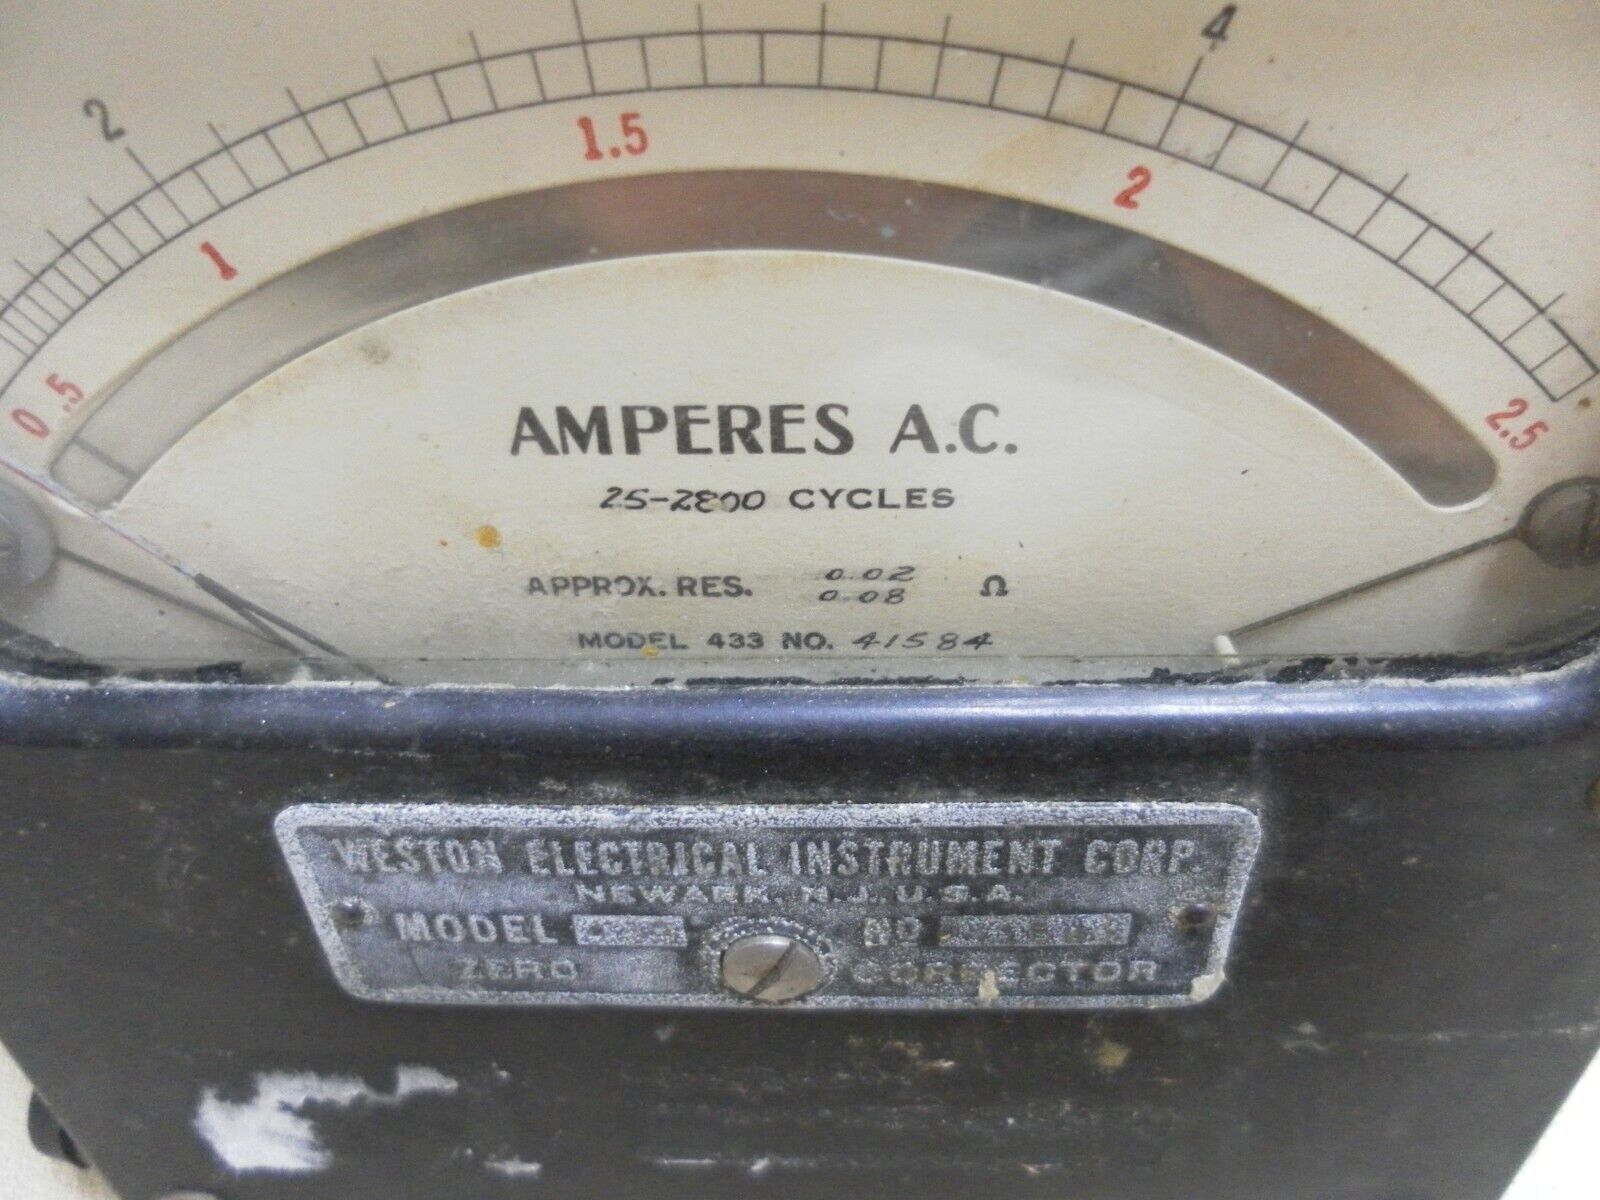 2 4
0 .5 1 1.5 2 2.5
AMPERES A.C.
25-2800 CYCLES
APPROX. RES. 0.02 Ω
0.08
MODEL 433 NO. 41584
WESTON ELECTRICAL INSTRUMENT CORP.
NEWARK, N.J., U.S.A.
MODEL NO
ZERO CORRECTOR